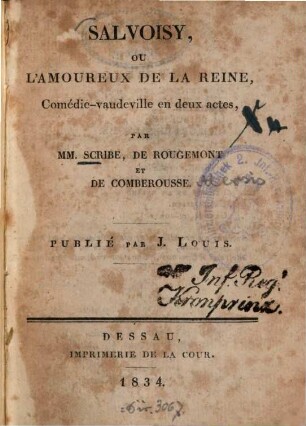 SALVOISY,
OU
L'AMOUREUX DE LA REINE,
Comédie-vaudeville en deux actes,
PAR
MM. SCRIBE, DE ROUGEMONT
ET
DE COMBEROUSSE.
PUBLIÉ PAR J. LOUIS.
Inf. Reg.
Kronprinz.
DESSAU,
IMPRIMERIE DE LA COUR.
1834.